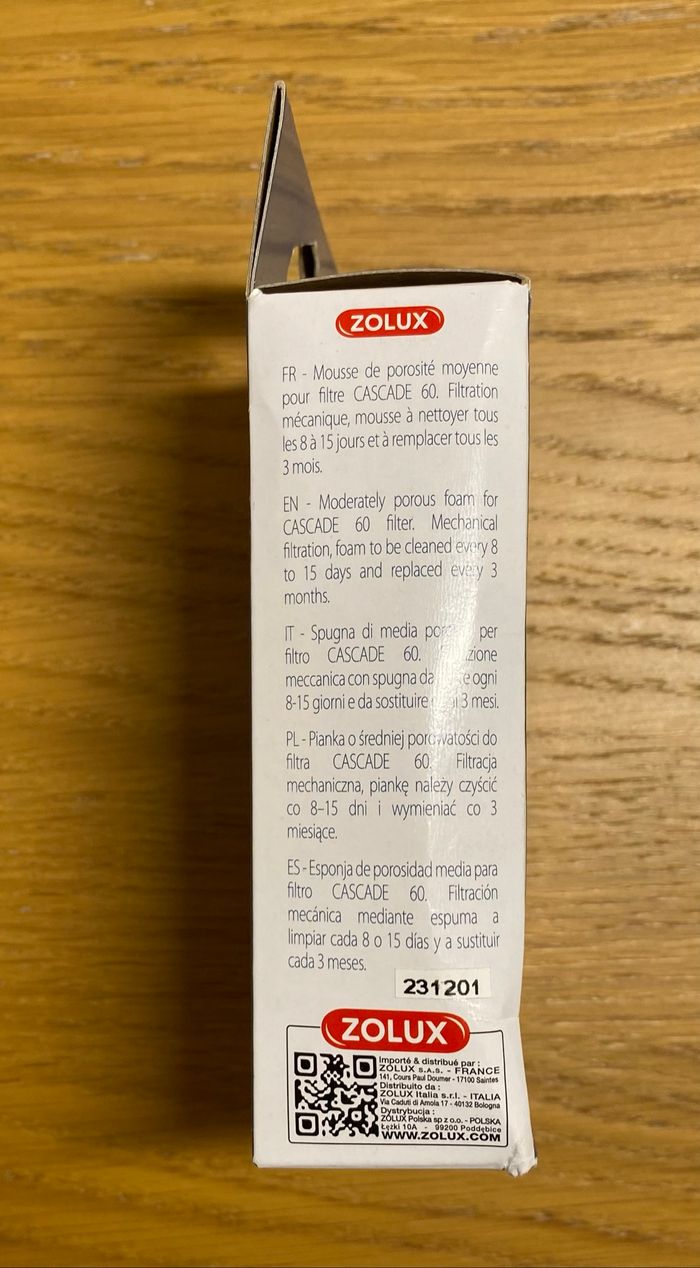 ZOLUX
FR - Mousse de porosité moyenne
pour filtre CASCADE 60. Filtration
mécanique, mousse à nettoyer tous
les 8 à 15 jours et à remplacer tous les
3 mois.
EN - Moderately porous foam for
CASCADE 60 filter. Mechanical
filtration, foam to be cleaned every 8
to 15 days and replaced every 3
months.
IT - Spugna di media per
filtro CASCADE 60.
meccanica con spugna ogni
8-15 giorni e da sostituire 3 mesi.
PL - Pianka o średniej porowatości do
filtra CASCADE 60. Filtracja
mechaniczna, piankę należy czyścić
co 8–15 dni i wymieniać co 3
miesiące.
ES - Esponja de porosidad media para
filtro CASCADE 60. Filtración
mecánica mediante espuma a
limpiar cada 8 o 15 días y a sustituir
cada 3 meses.
231201
ZOLUX
Importé & distribué par :
ZOLUX s.a.s. - FRANCE
141, Cours Paul Doumer - 17100 Saintes
Distribuito da :
ZOLUX Italia s.r.l. - ITALIA
Via Caduti di Amola 17 - 40132 Bologna
Dystrybucja :
ZOLUX Polska sp z o.o. - POLSKA
Łężki 10A - 99200 Poddębice
WWW.ZOLUX.COM